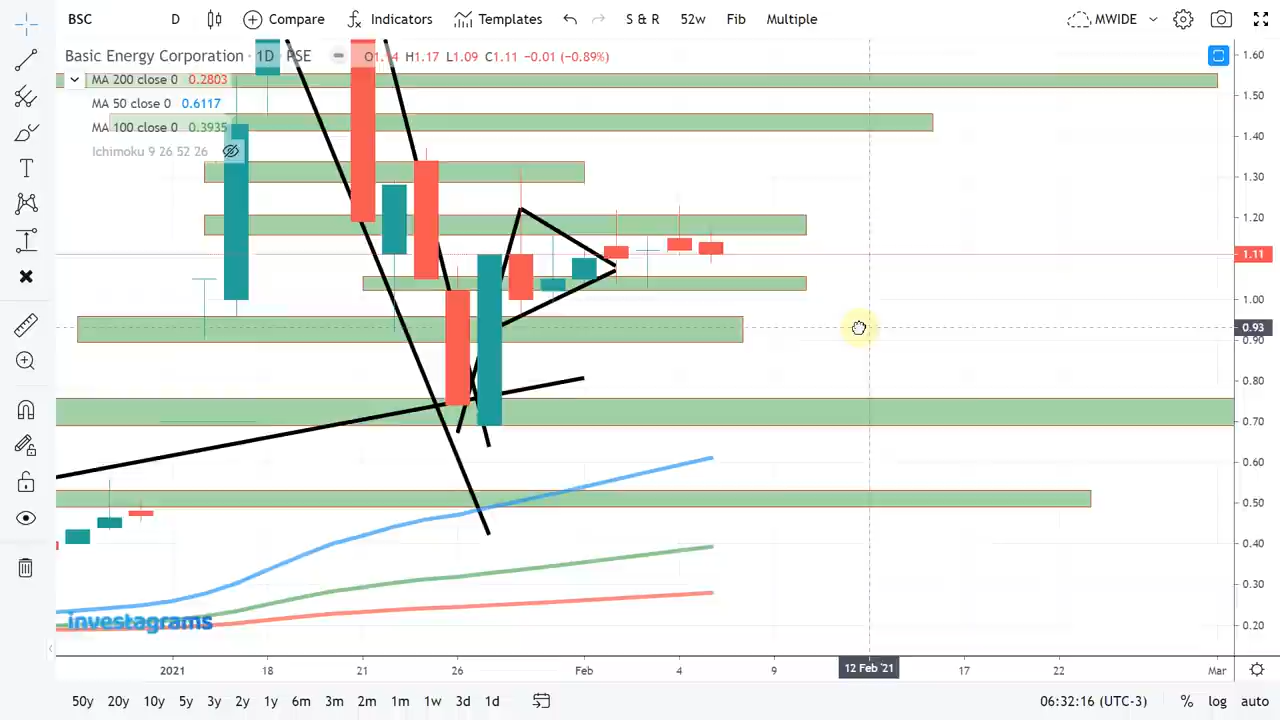 BSC D Compare Indicators Templates S & R 52w Fib Multiple MWIDE
Basic Energy Corporation 1D PSE O1.14 H1.17 L1.09 C1.11 −0.01 (−0.89%)
MA 200 close 0 0.2803
MA 50 close 0 0.6117
MA 100 close 0 0.3935
Ichimoku 9 26 52 26
1.60
1.50
1.40
1.30
1.20
1.11
1.00
0.93
0.90
0.80
0.70
0.60
0.50
0.40
0.30
0.20
investagrams
2021 18 21 26 Feb 4 9 12 Feb '21 17 22 Mar
50y 20y 10y 5y 3y 2y 1y 6m 3m 2m 1m 1w 3d 1d 06:32:16 (UTC-3) % log auto